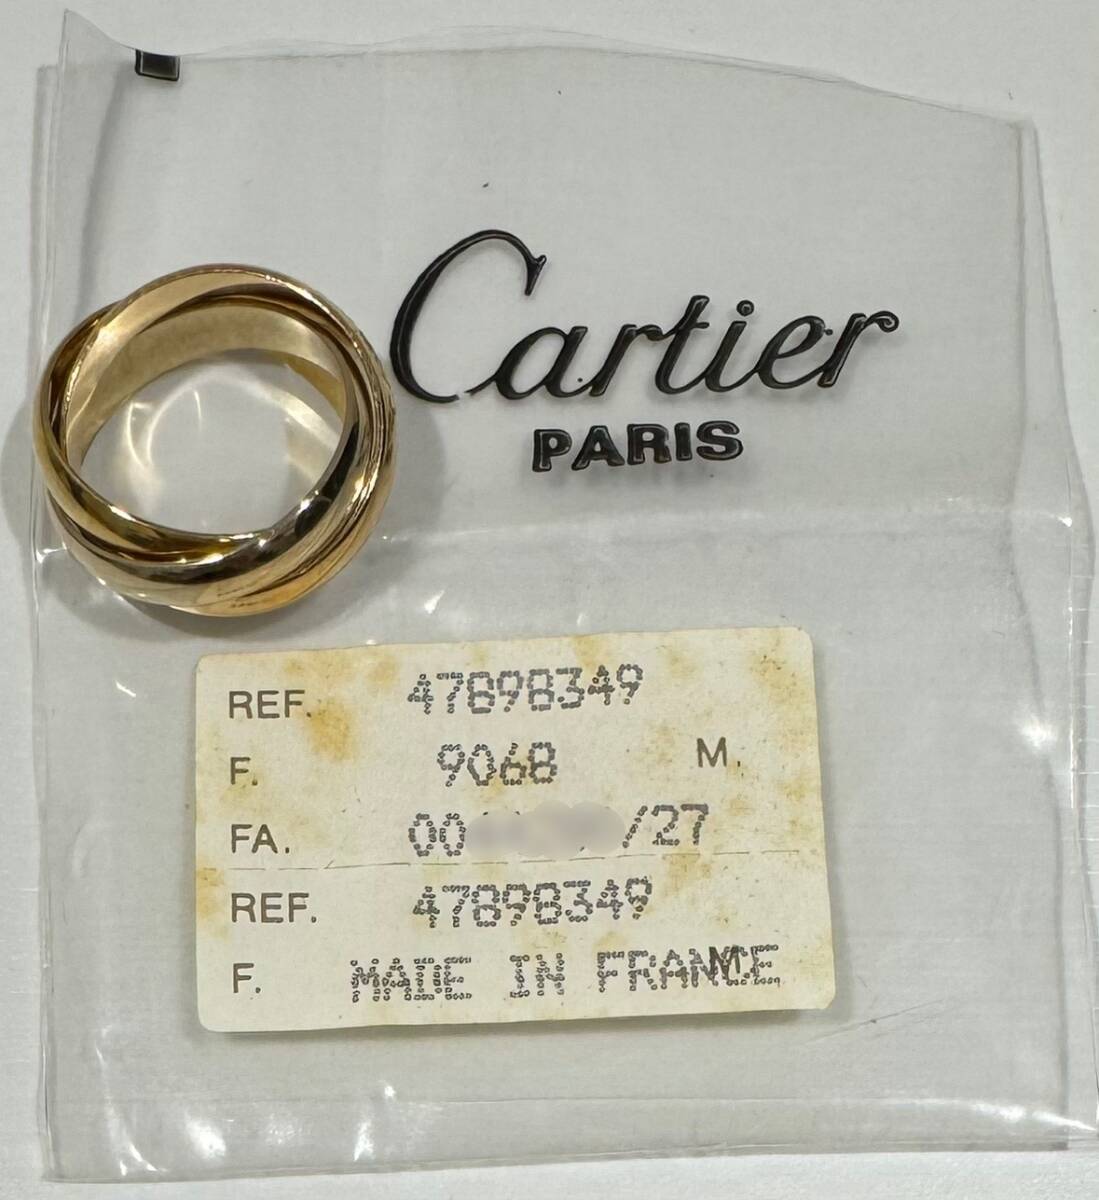 Cartier
PARIS
REF. 47898349
F. 9068 M.
FA. 00 /27
REF. 47898349
F. MADE IN FRANCE